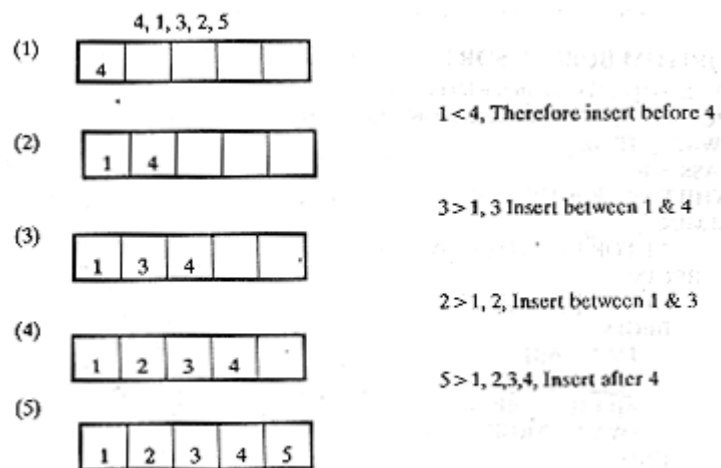 4, 1, 3, 2, 5
(1)
4
1 < 4, Therefore insert before 4
(2)
1 4
3 > 1, 3 Insert between 1 & 4
(3)
1 3 4
2 > 1, 2, Insert between 1 & 3
(4)
1 2 3 4
5 > 1, 2,3,4, Insert after 4
(5)
1 2 3 4 5